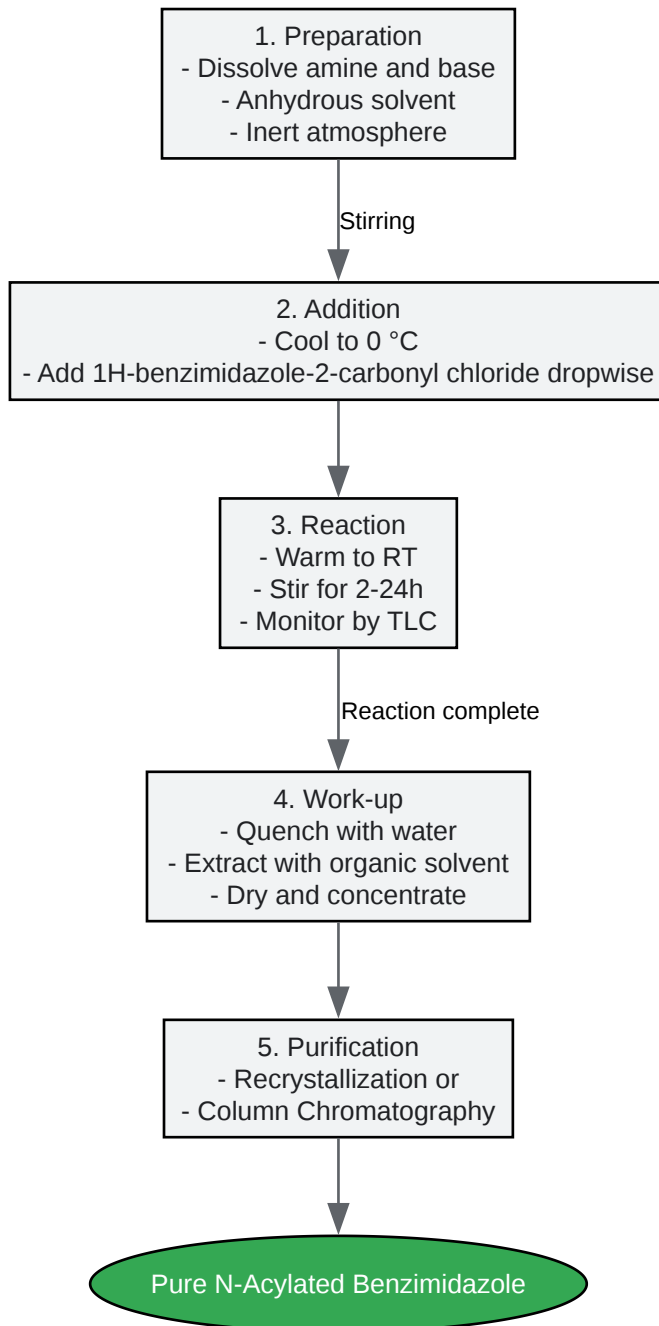 1. Preparation
- Dissolve amine and base
- Anhydrous solvent
- Inert atmosphere
Stirring
2. Addition
- Cool to 0 °C
- Add 1H-benzimidazole-2-carbonyl chloride dropwise
3. Reaction
- Warm to RT
- Stir for 2-24h
- Monitor by TLC
Reaction complete
4. Work-up
- Quench with water
- Extract with organic solvent
- Dry and concentrate
5. Purification
- Recrystallization or
- Column Chromatography
Pure N-Acylated Benzimidazole